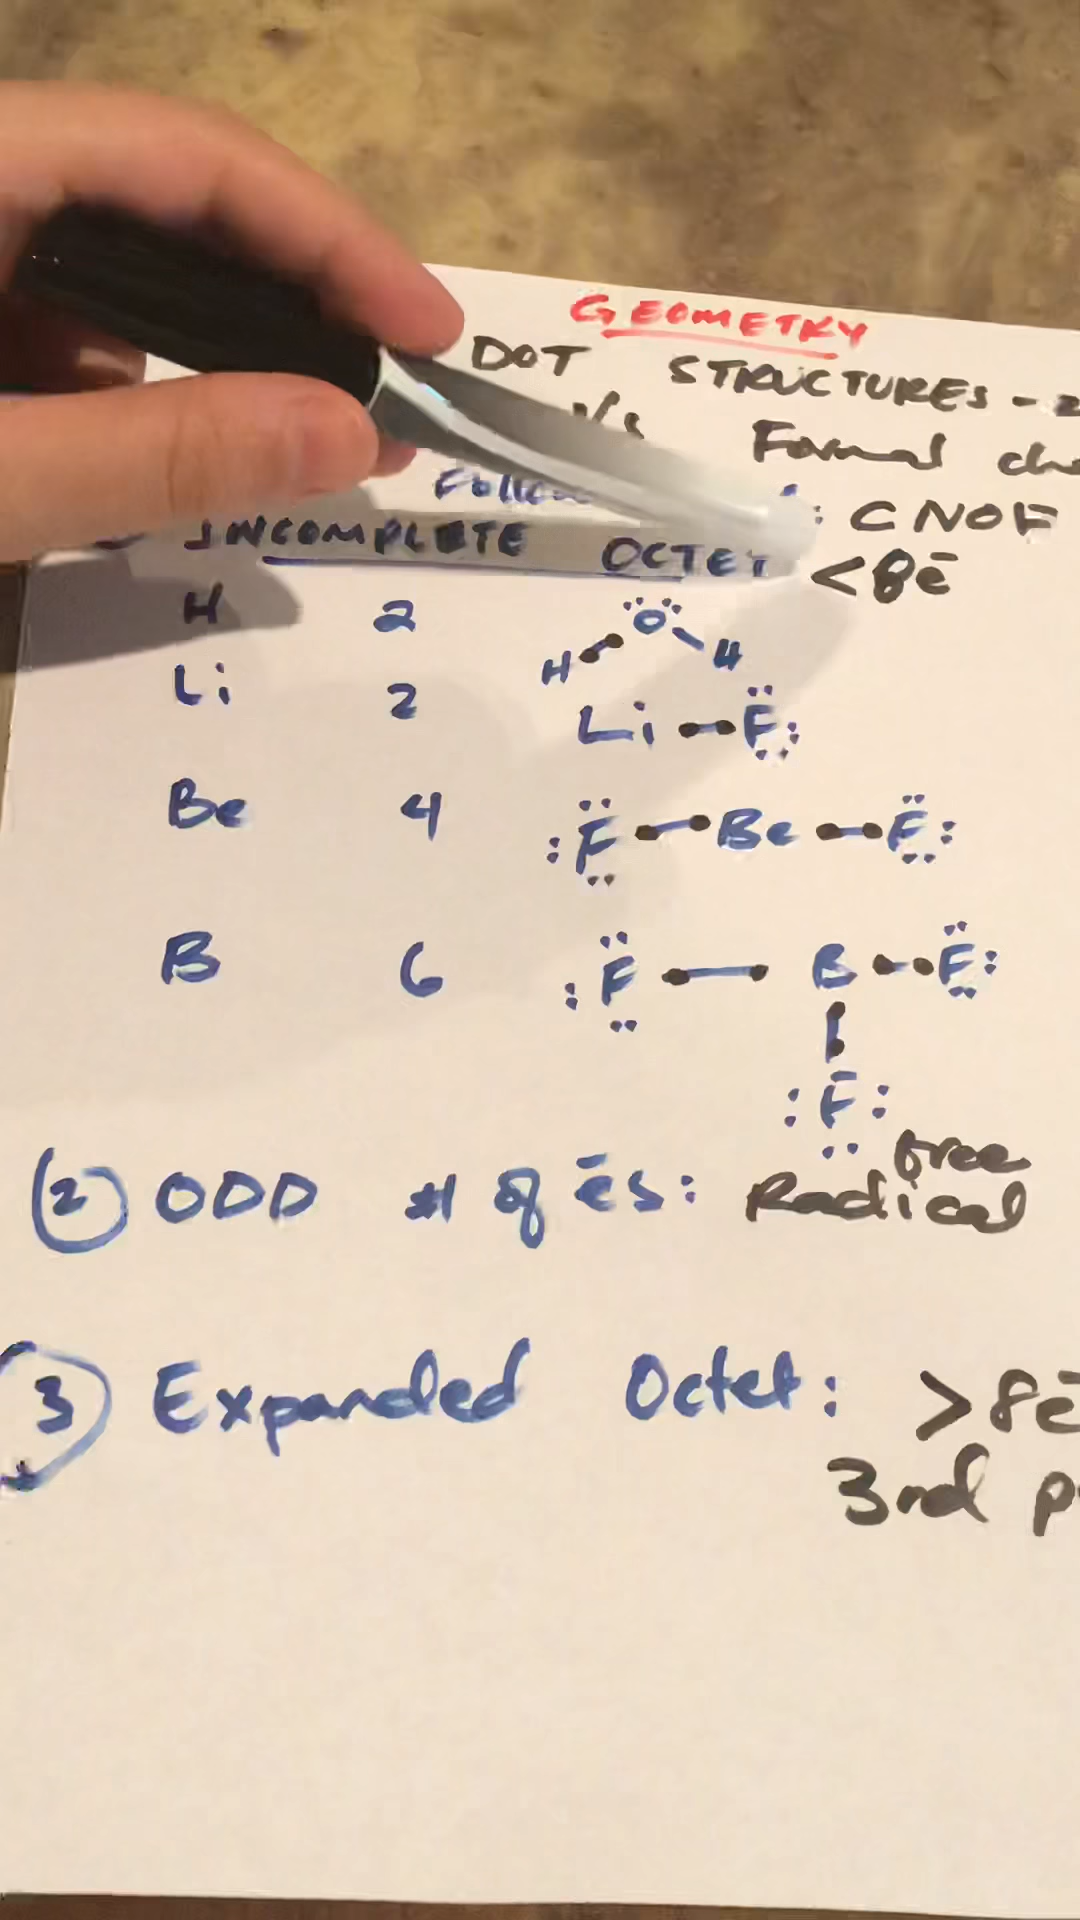 GEOMETRY
DOT STRUCTURES -
Formal
: CNOF
INCOMPLETE OCTET <8ē
H 2 H O H
Li 2 Li F
Be 4 F Be F
B 6 F B F
F
② ODD # of ēs: free Radical
③ Expanded Octet: >8ē
3rd